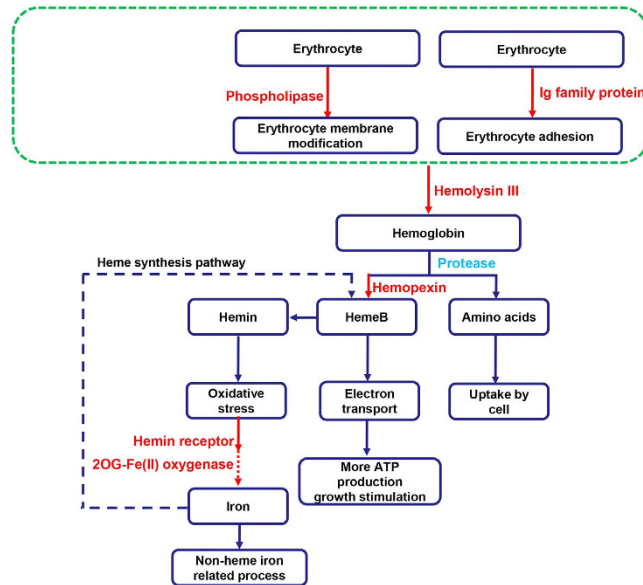 Erythrocyte
Erythrocyte
Phospholipase
Ig family protein
Erythrocyte membrane
modification
Erythrocyte adhesion
Hemolysin III
Hemoglobin
Heme synthesis pathway
Protease
Hemopexin
Hemin
HemeB
Amino acids
Oxidative
stress
Electron
transport
Uptake by
cell
Hemin receptor
2OG-Fe(II) oxygenase
More ATP
production
growth stimulation
Iron
Non-heme iron
related process